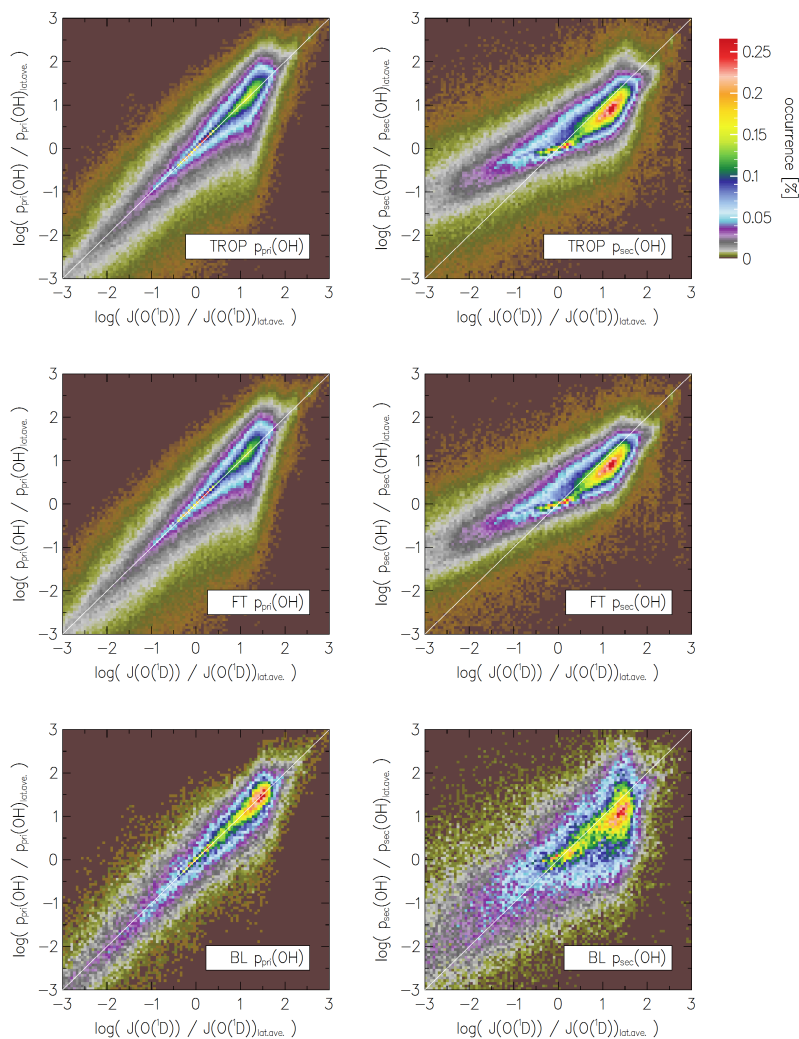 3
2
1
0
−1
−2
−3
log( p_pri(OH) / p_pri(OH)_lat.ave. )
TROP p_pri(OH)
−3 −2 −1 0 1 2 3
log( J(O(¹D)) / J(O(¹D))_lat.ave. )
3
2
1
0
−1
−2
−3
log( p_sec(OH) / p_sec(OH)_lat.ave. )
TROP p_sec(OH)
−3 −2 −1 0 1 2 3
log( J(O(¹D)) / J(O(¹D))_lat.ave. )
0.25
0.20
0.15
0.10
0.05
0
occurrence [%]
3
2
1
0
−1
−2
−3
log( p_pri(OH) / p_pri(OH)_lat.ave. )
FT p_pri(OH)
−3 −2 −1 0 1 2 3
log( J(O(¹D)) / J(O(¹D))_lat.ave. )
3
2
1
0
−1
−2
−3
log( p_sec(OH) / p_sec(OH)_lat.ave. )
FT p_sec(OH)
−3 −2 −1 0 1 2 3
log( J(O(¹D)) / J(O(¹D))_lat.ave. )
3
2
1
0
−1
−2
−3
log( p_pri(OH) / p_pri(OH)_lat.ave. )
BL p_pri(OH)
−3 −2 −1 0 1 2 3
log( J(O(¹D)) / J(O(¹D))_lat.ave. )
3
2
1
0
−1
−2
−3
log( p_sec(OH) / p_sec(OH)_lat.ave. )
BL p_sec(OH)
−3 −2 −1 0 1 2 3
log( J(O(¹D)) / J(O(¹D))_lat.ave. )